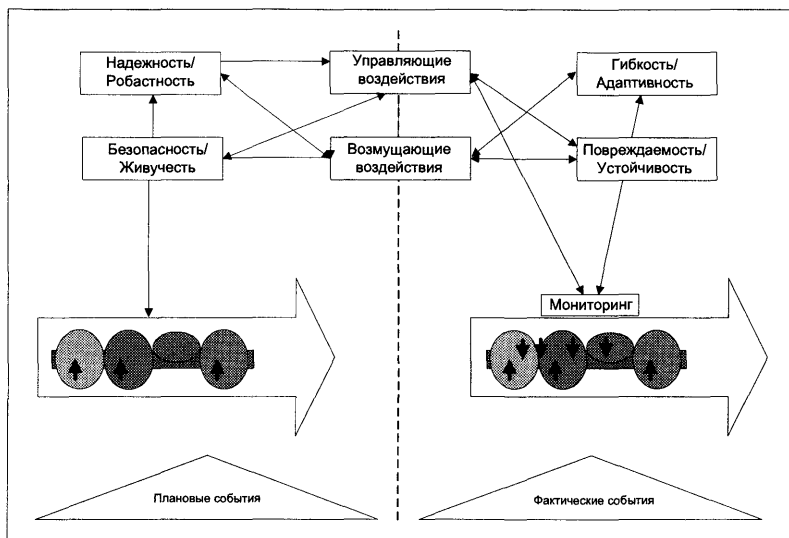 Надежность/
Робастность
Управляющие
воздействия
Гибкость/
Адаптивность
Безопасность/
Живучесть
Возмущающие
воздействия
Повреждаемость/
Устойчивость
Мониторинг
Плановые события
Фактические события